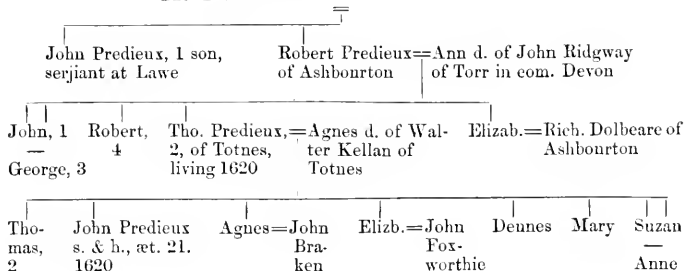 John Predieux, 1 son,
serjiant at Lawe
Robert Predieux=Ann d. of John Ridgway
of Ashbourton
of Torr in com. Devon
John, 1
—
George, 3
Robert,
4
Tho. Predieux,=Agnes d. of Wal-
2, of Totnes,
ter Kellan of
living 1620
Totnes
Elizab.=Rich. Dolbeare of
Ashbourton
Tho-
mas,
2
John Predieux
s. & h., æt. 21.
1620
Agnes=John
Bra-
ken
Elizb.=John
Fox-
worthie
Dennes
Mary
Suzan
—
Anne